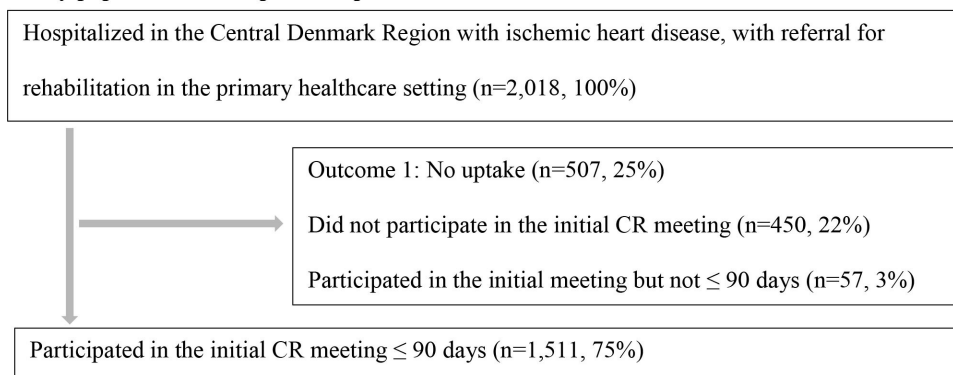 Hospitalized in the Central Denmark Region with ischemic heart disease, with referral for
rehabilitation in the primary healthcare setting (n=2,018, 100%)
Outcome 1: No uptake (n=507, 25%)
Did not participate in the initial CR meeting (n=450, 22%)
Participated in the initial meeting but not ≤ 90 days (n=57, 3%)
Participated in the initial CR meeting ≤ 90 days (n=1,511, 75%)